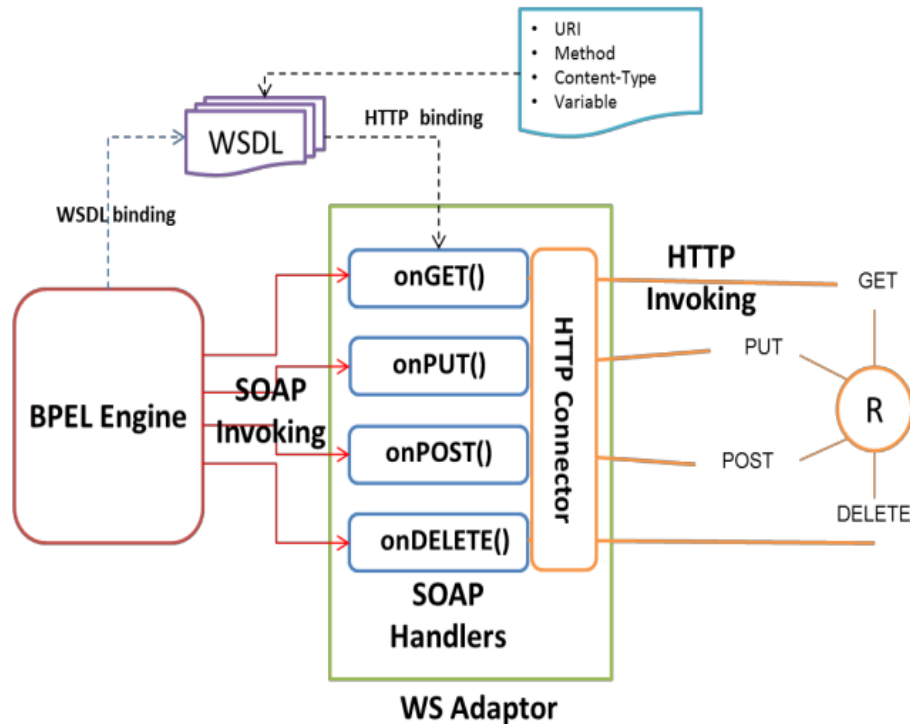 • URI
• Method
• Content-Type
• Variable
WSDL
HTTP binding
WSDL binding
BPEL Engine
SOAP
Invoking
onGET()
onPUT()
onPOST()
onDELETE()
SOAP
Handlers
HTTP Connector
WS Adaptor
HTTP
Invoking
GET
PUT
R
POST
DELETE